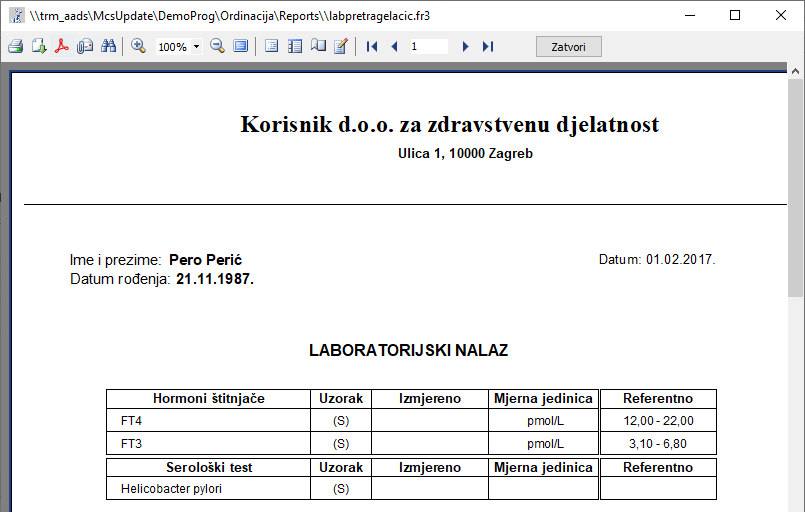 \\trm_aads\McsUpdate\DemoProg\Ordinacija\Reports\\labpretragelacic.fr3
100% 1 Zatvori
Korisnik d.o.o. za zdravstvenu djelatnost
Ulica 1, 10000 Zagreb
Ime i prezime: Pero Perić Datum: 01.02.2017.
Datum rođenja: 21.11.1987.
LABORATORIJSKI NALAZ
Hormoni štitnjače Uzorak Izmjereno Mjerna jedinica Referentno
FT4 (S) pmol/L 12,00 - 22,00
FT3 (S) pmol/L 3,10 - 6,80
Serološki test Uzorak Izmjereno Mjerna jedinica Referentno
Helicobacter pylori (S)